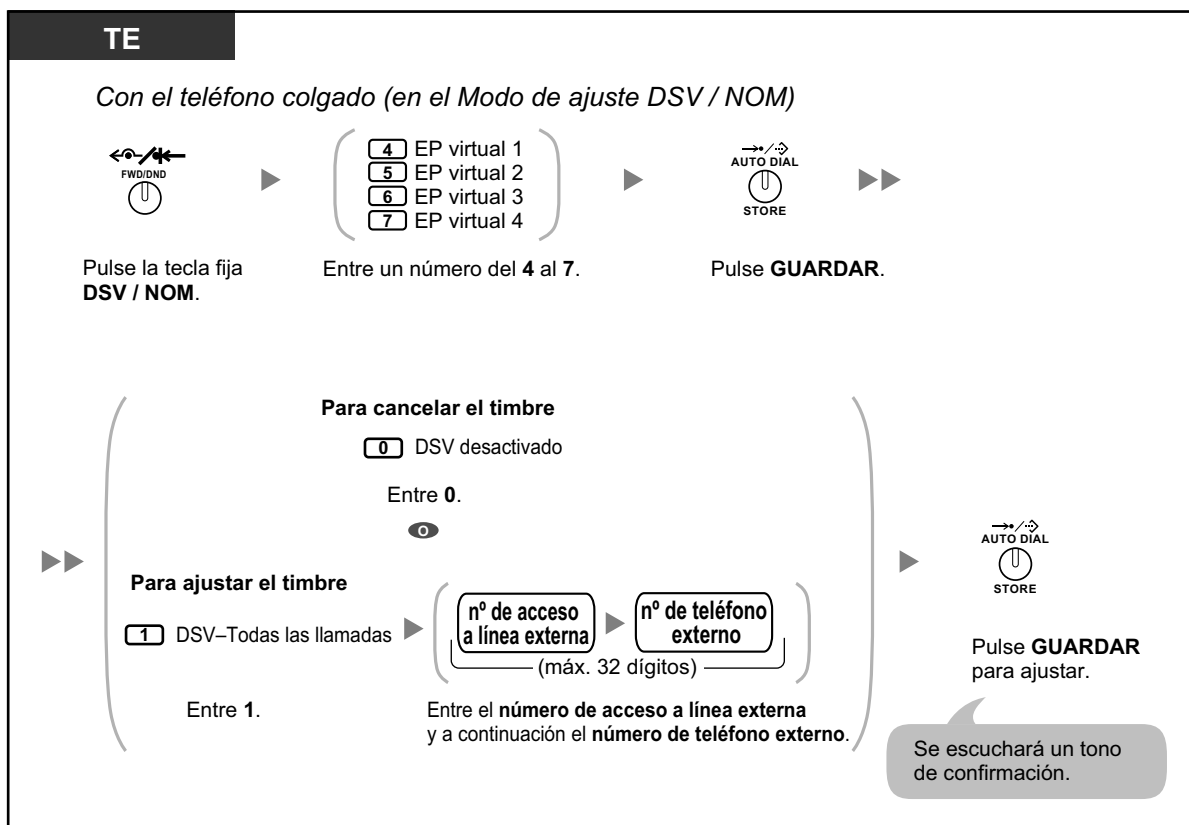 TE
Con el teléfono colgado (en el Modo de ajuste DSV / NOM)
FWD/DND
Pulse la tecla fija
DSV / NOM.
4 EP virtual 1
5 EP virtual 2
6 EP virtual 3
7 EP virtual 4
Entre un número del 4 al 7.
AUTO DIAL
STORE
Pulse GUARDAR.
Para cancelar el timbre
0 DSV desactivado
Entre 0.
O
Para ajustar el timbre
1 DSV–Todas las llamadas
Entre 1.
nº de acceso
a línea externa
nº de teléfono
externo
(máx. 32 dígitos)
Entre el número de acceso a línea externa
y a continuación el número de teléfono externo.
AUTO DIAL
STORE
Pulse GUARDAR
para ajustar.
Se escuchará un tono
de confirmación.